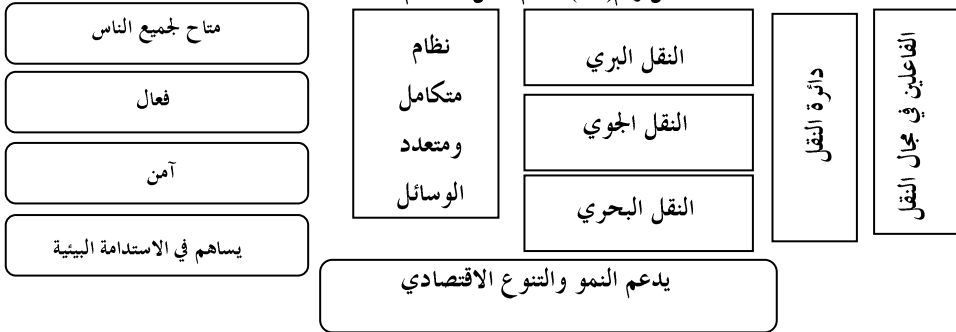 الفاعلين في مجال النقل
دائرة النقل
النقل البري
النقل الجوي
النقل البحري
نظام
متكامل
ومتعدد
الوسائل
متاح لجميع الناس
فعال
آمن
يساهم في الاستدامة البيئية
يدعم النمو والتنوع الاقتصادي